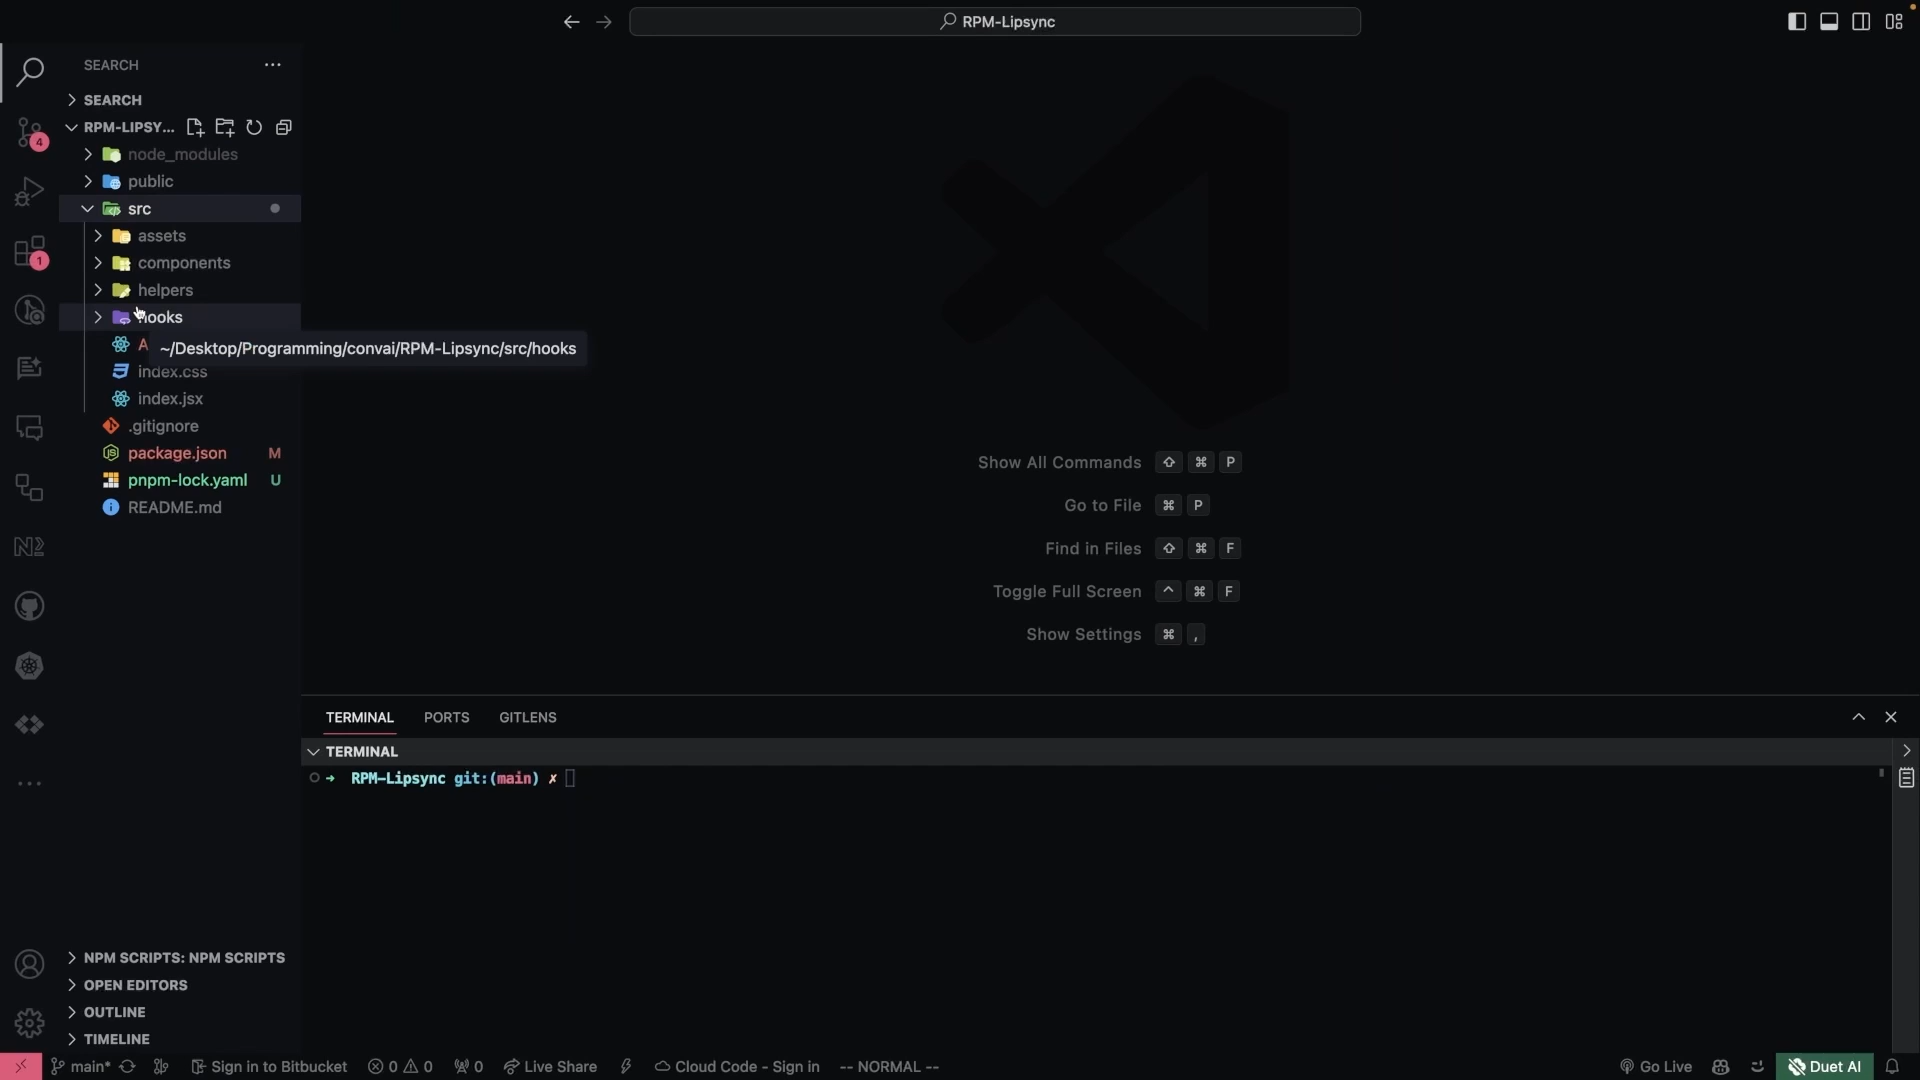 RPM-Lipsync
SEARCH
SEARCH
RPM-LIPSY...
node_modules
public
src
assets
components
helpers
hooks
A
~/Desktop/Programming/convai/RPM-Lipsync/src/hooks
index.css
index.jsx
.gitignore
package.json M
pnpm-lock.yaml U
README.md
4
1
Show All Commands ⇧ ⌘ P
Go to File ⌘ P
Find in Files ⇧ ⌘ F
Toggle Full Screen ^ ⌘ F
Show Settings ⌘ ,
TERMINAL PORTS GITLENS
TERMINAL
→ RPM-Lipsync git:(main) ✗
NPM SCRIPTS: NPM SCRIPTS
OPEN EDITORS
OUTLINE
TIMELINE
main* Sign in to Bitbucket 0 0 0 Live Share Cloud Code - Sign in -- NORMAL -- Go Live Duet AI